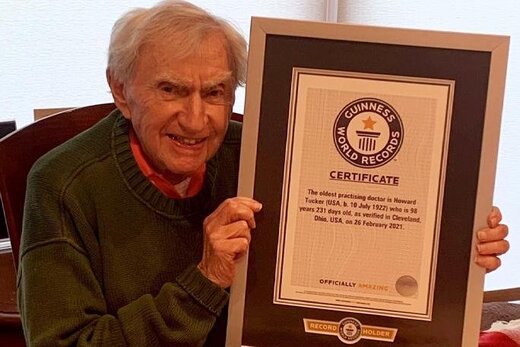 GUINNESS
WORLD RECORDS
CERTIFICATE
The oldest practising doctor is Howard
Tucker (USA, b. 10 July 1922) who is 98
years 231 days old, as verified in Cleveland,
Ohio, USA, on 26 February 2021.
OFFICIALLY AMAZING
RECORD HOLDER